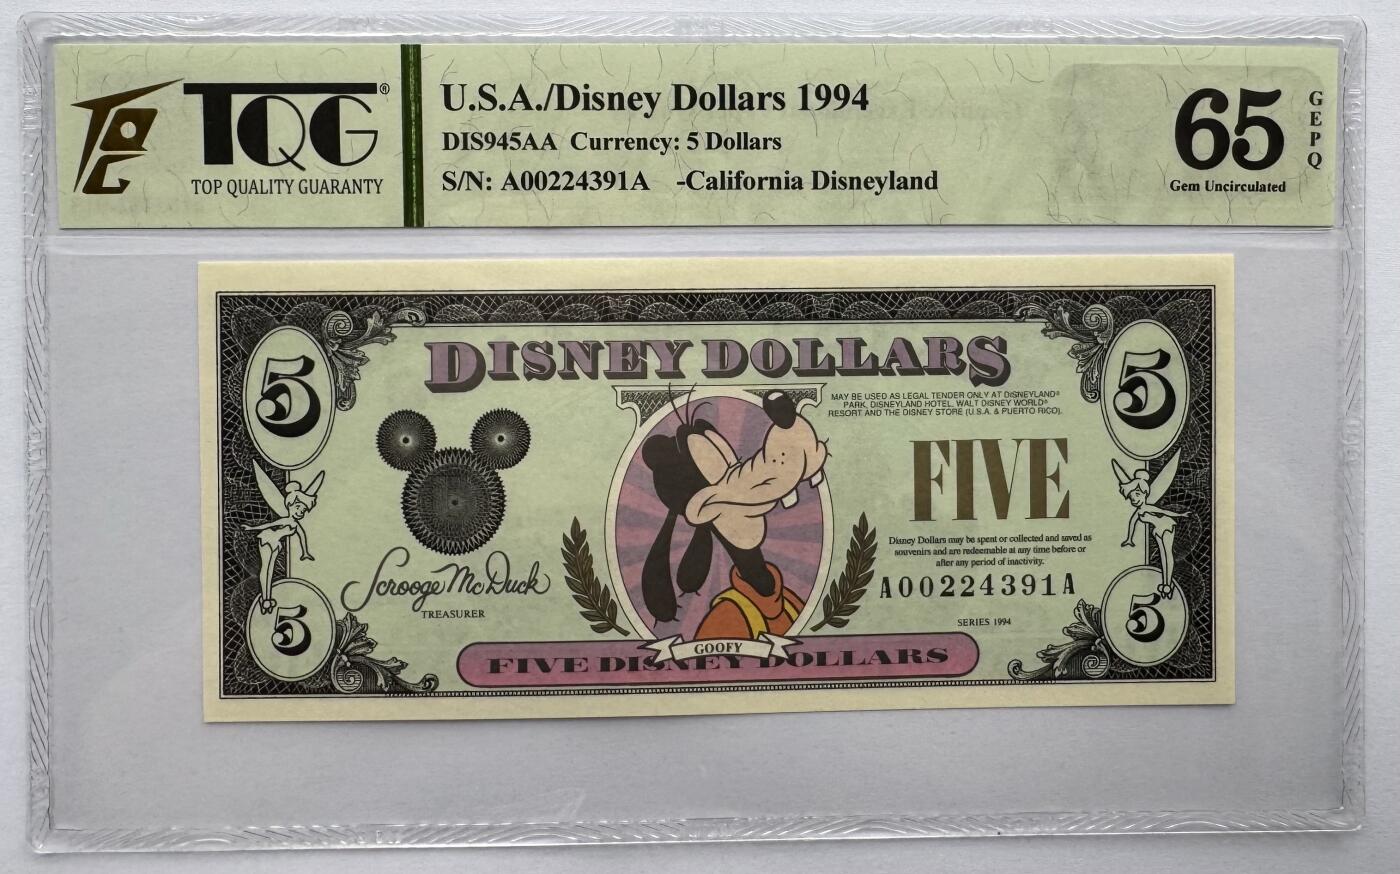 TQG®
TOP QUALITY GUARANTY
U.S.A./Disney Dollars 1994
DIS945AA Currency: 5 Dollars
S/N: A00224391A -California Disneyland
65
GEPQ
Gem Uncirculated
5
5
DISNEY DOLLARS
MAY BE USED AS LEGAL TENDER ONLY AT DISNEYLAND®
PARK, DISNEYLAND HOTEL, WALT DISNEY WORLD®
RESORT AND THE DISNEY STORE (U.S.A. & PUERTO RICO).
FIVE
Disney Dollars may be spent or collected and saved as
souvenirs and are redeemable at any time before or
after any period of inactivity.
A00224391A
SERIES 1994
Scrooge McDuck
TREASURER
5
5
GOOFY
FIVE DISNEY DOLLARS